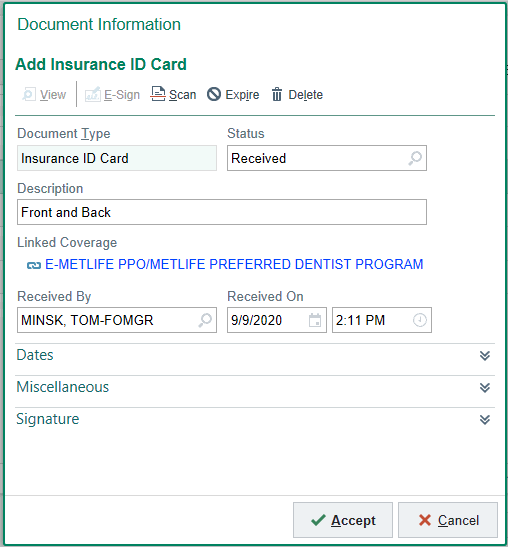 Document Information
Add Insurance ID Card
View E-Sign Scan Expire Delete
Document Type Status
Insurance ID Card Received
Description
Front and Back
Linked Coverage
E-METLIFE PPO/METLIFE PREFERRED DENTIST PROGRAM
Received By Received On
MINSK, TOM-FOMGR 9/9/2020 2:11 PM
Dates
Miscellaneous
Signature
Accept Cancel